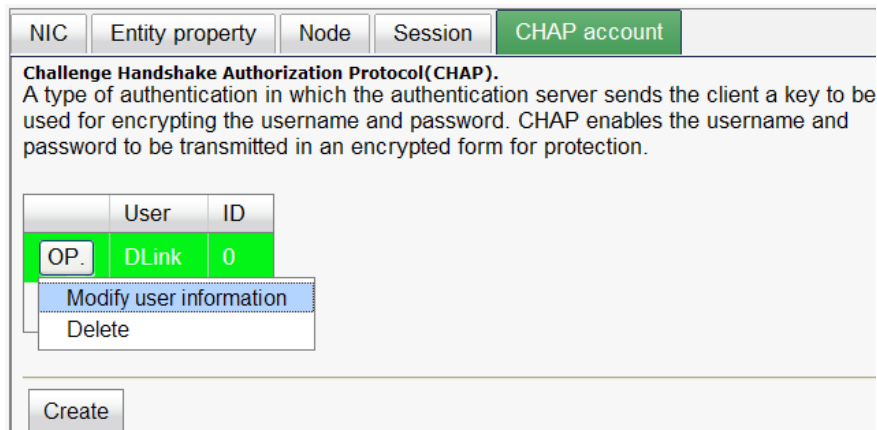 NIC Entity property Node Session CHAP account
Challenge Handshake Authorization Protocol(CHAP).
A type of authentication in which the authentication server sends the client a key to be
used for encrypting the username and password. CHAP enables the username and
password to be transmitted in an encrypted form for protection.
User ID
OP. DLink 0
Modify user information
Delete
Create